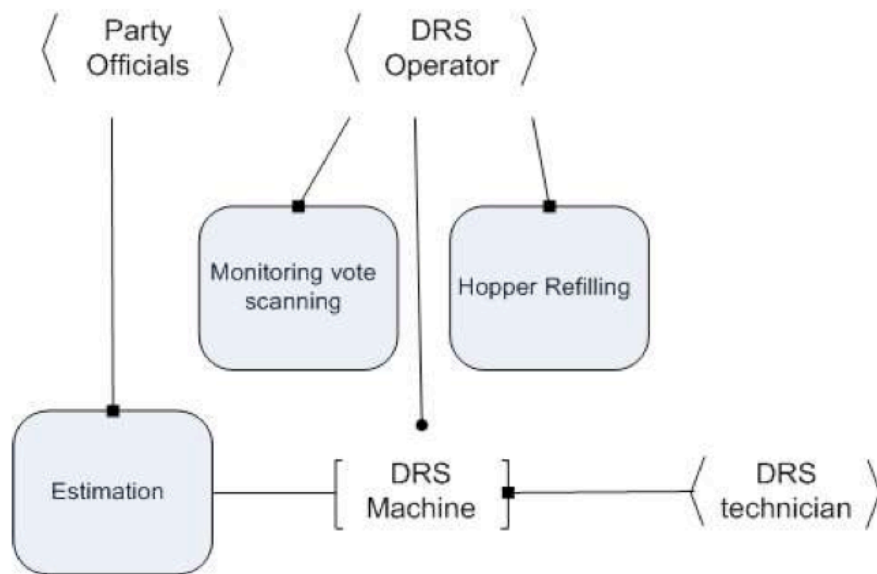 Party
Officials
DRS
Operator
Monitoring vote
scanning
Hopper Refilling
Estimation
DRS
Machine
DRS
technician